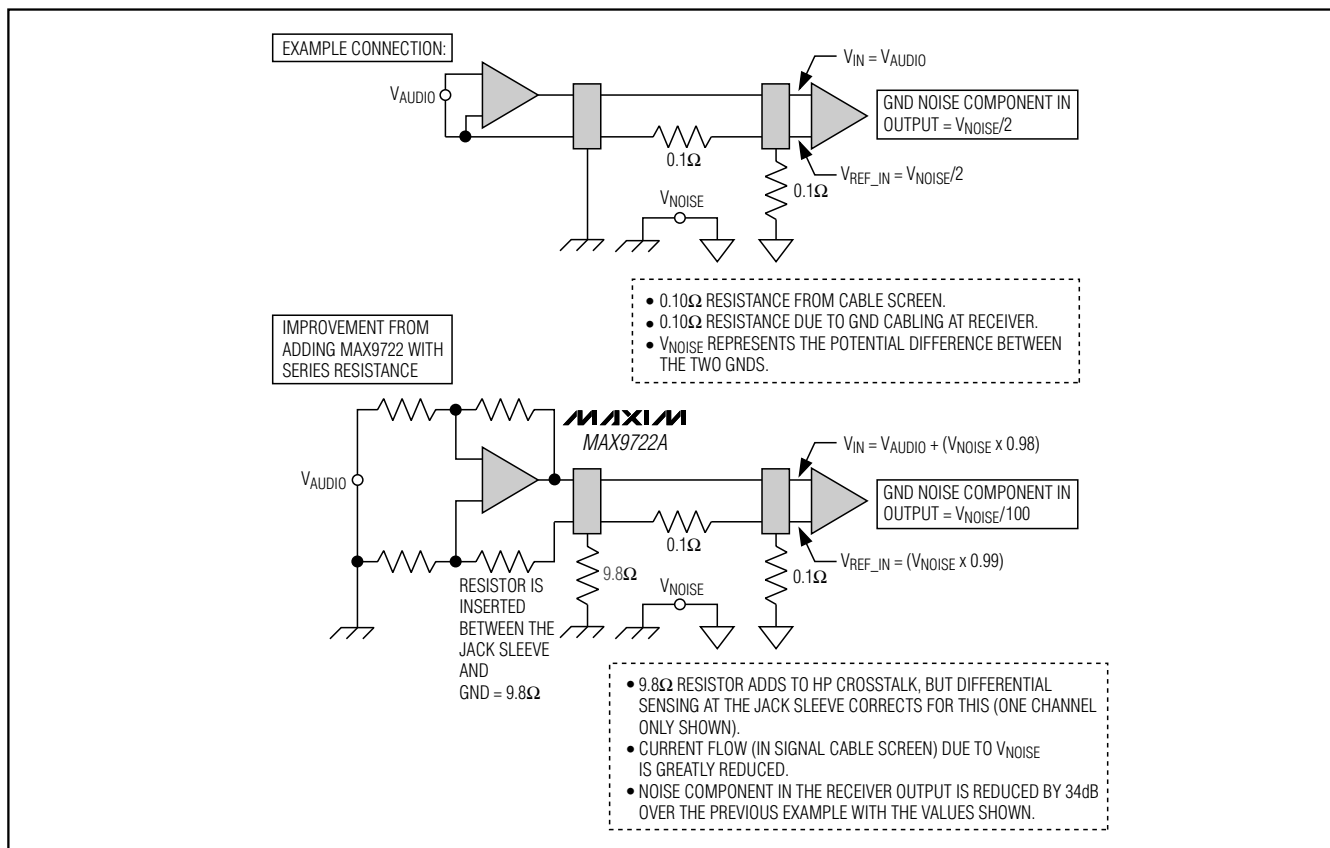 EXAMPLE CONNECTION:
VAUDIO
VIN = VAUDIO
GND NOISE COMPONENT IN
OUTPUT = VNOISE/2
0.1Ω
VREF_IN = VNOISE/2
0.1Ω
VNOISE
• 0.10Ω RESISTANCE FROM CABLE SCREEN.
• 0.10Ω RESISTANCE DUE TO GND CABLING AT RECEIVER.
• VNOISE REPRESENTS THE POTENTIAL DIFFERENCE BETWEEN
THE TWO GNDS.
IMPROVEMENT FROM
ADDING MAX9722 WITH
SERIES RESISTANCE
MAXIM
MAX9722A
VAUDIO
VIN = VAUDIO + (VNOISE x 0.98)
GND NOISE COMPONENT IN
OUTPUT = VNOISE/100
0.1Ω
VREF_IN = (VNOISE x 0.99)
9.8Ω
VNOISE
0.1Ω
RESISTOR IS
INSERTED
BETWEEN THE
JACK SLEEVE
AND
GND = 9.8Ω
• 9.8Ω RESISTOR ADDS TO HP CROSSTALK, BUT DIFFERENTIAL
SENSING AT THE JACK SLEEVE CORRECTS FOR THIS (ONE CHANNEL
ONLY SHOWN).
• CURRENT FLOW (IN SIGNAL CABLE SCREEN) DUE TO VNOISE
IS GREATLY REDUCED.
• NOISE COMPONENT IN THE RECEIVER OUTPUT IS REDUCED BY 34dB
OVER THE PREVIOUS EXAMPLE WITH THE VALUES SHOWN.